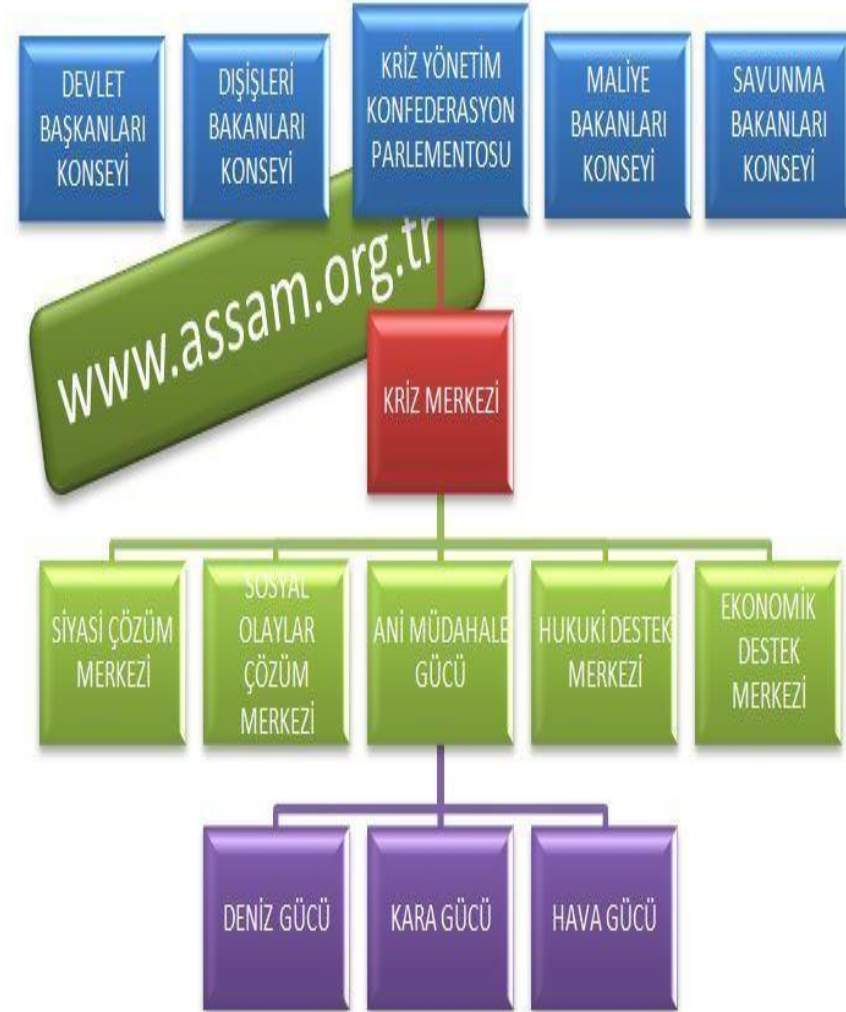 DEVLET
BAŞKANLARI
KONSEYİ
DIŞİŞLERİ
BAKANLARI
KONSEYİ
KRİZ YÖNETİM
KONFEDERASYON
PARLEMENTOSU
MALİYE
BAKANLARI
KONSEYİ
SAVUNMA
BAKANLARI
KONSEYİ
www.assam.org.tr
KRİZ MERKEZİ
SİYASİ ÇÖZÜM
MERKEZİ
SOSYAL
OLAYLAR
ÇÖZÜM
MERKEZİ
ANİ MÜDAHALE
GÜCÜ
HUKUKİ DESTEK
MERKEZİ
EKONOMİK
DESTEK
MERKEZİ
DENİZ GÜCÜ
KARA GÜCÜ
HAVA GÜCÜ